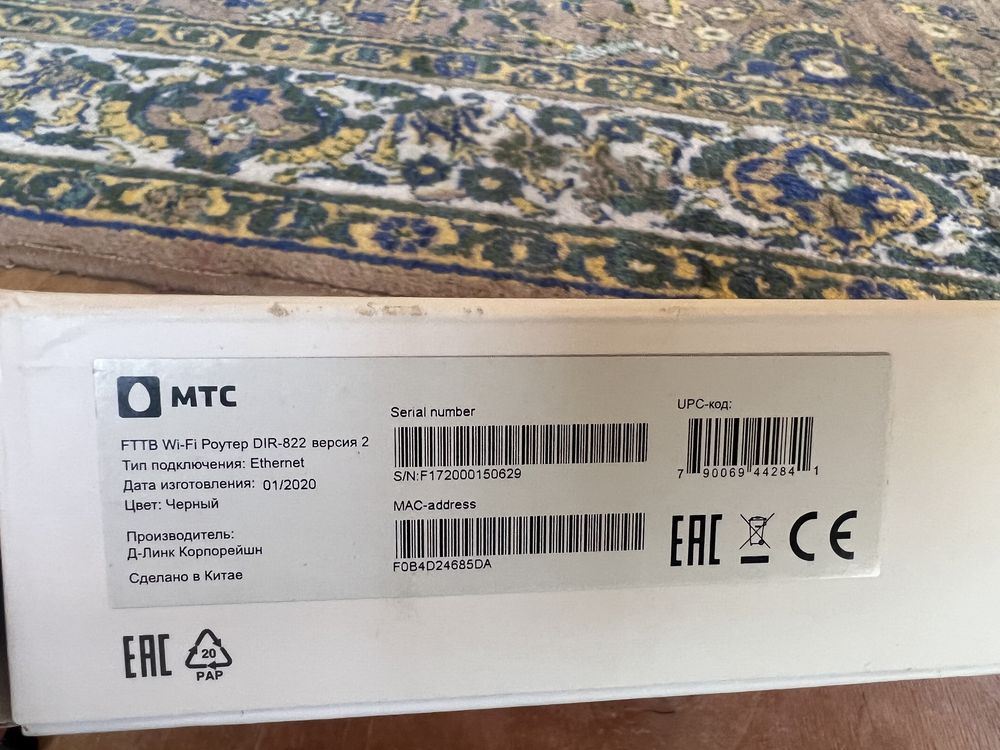 МТС
FTTB Wi-Fi Роутер DIR-822 версия 2
Тип подключения: Ethernet
Дата изготовления: 01/2020
Цвет: Черный
Производитель:
Д-Линк Корпорейшн
Сделано в Китае
Serial number
S/N:F172000150629
MAC-address
F0B4D24685DA
UPC-код:
7 90069 44284 1
EAC CE
EAC
20
PAP